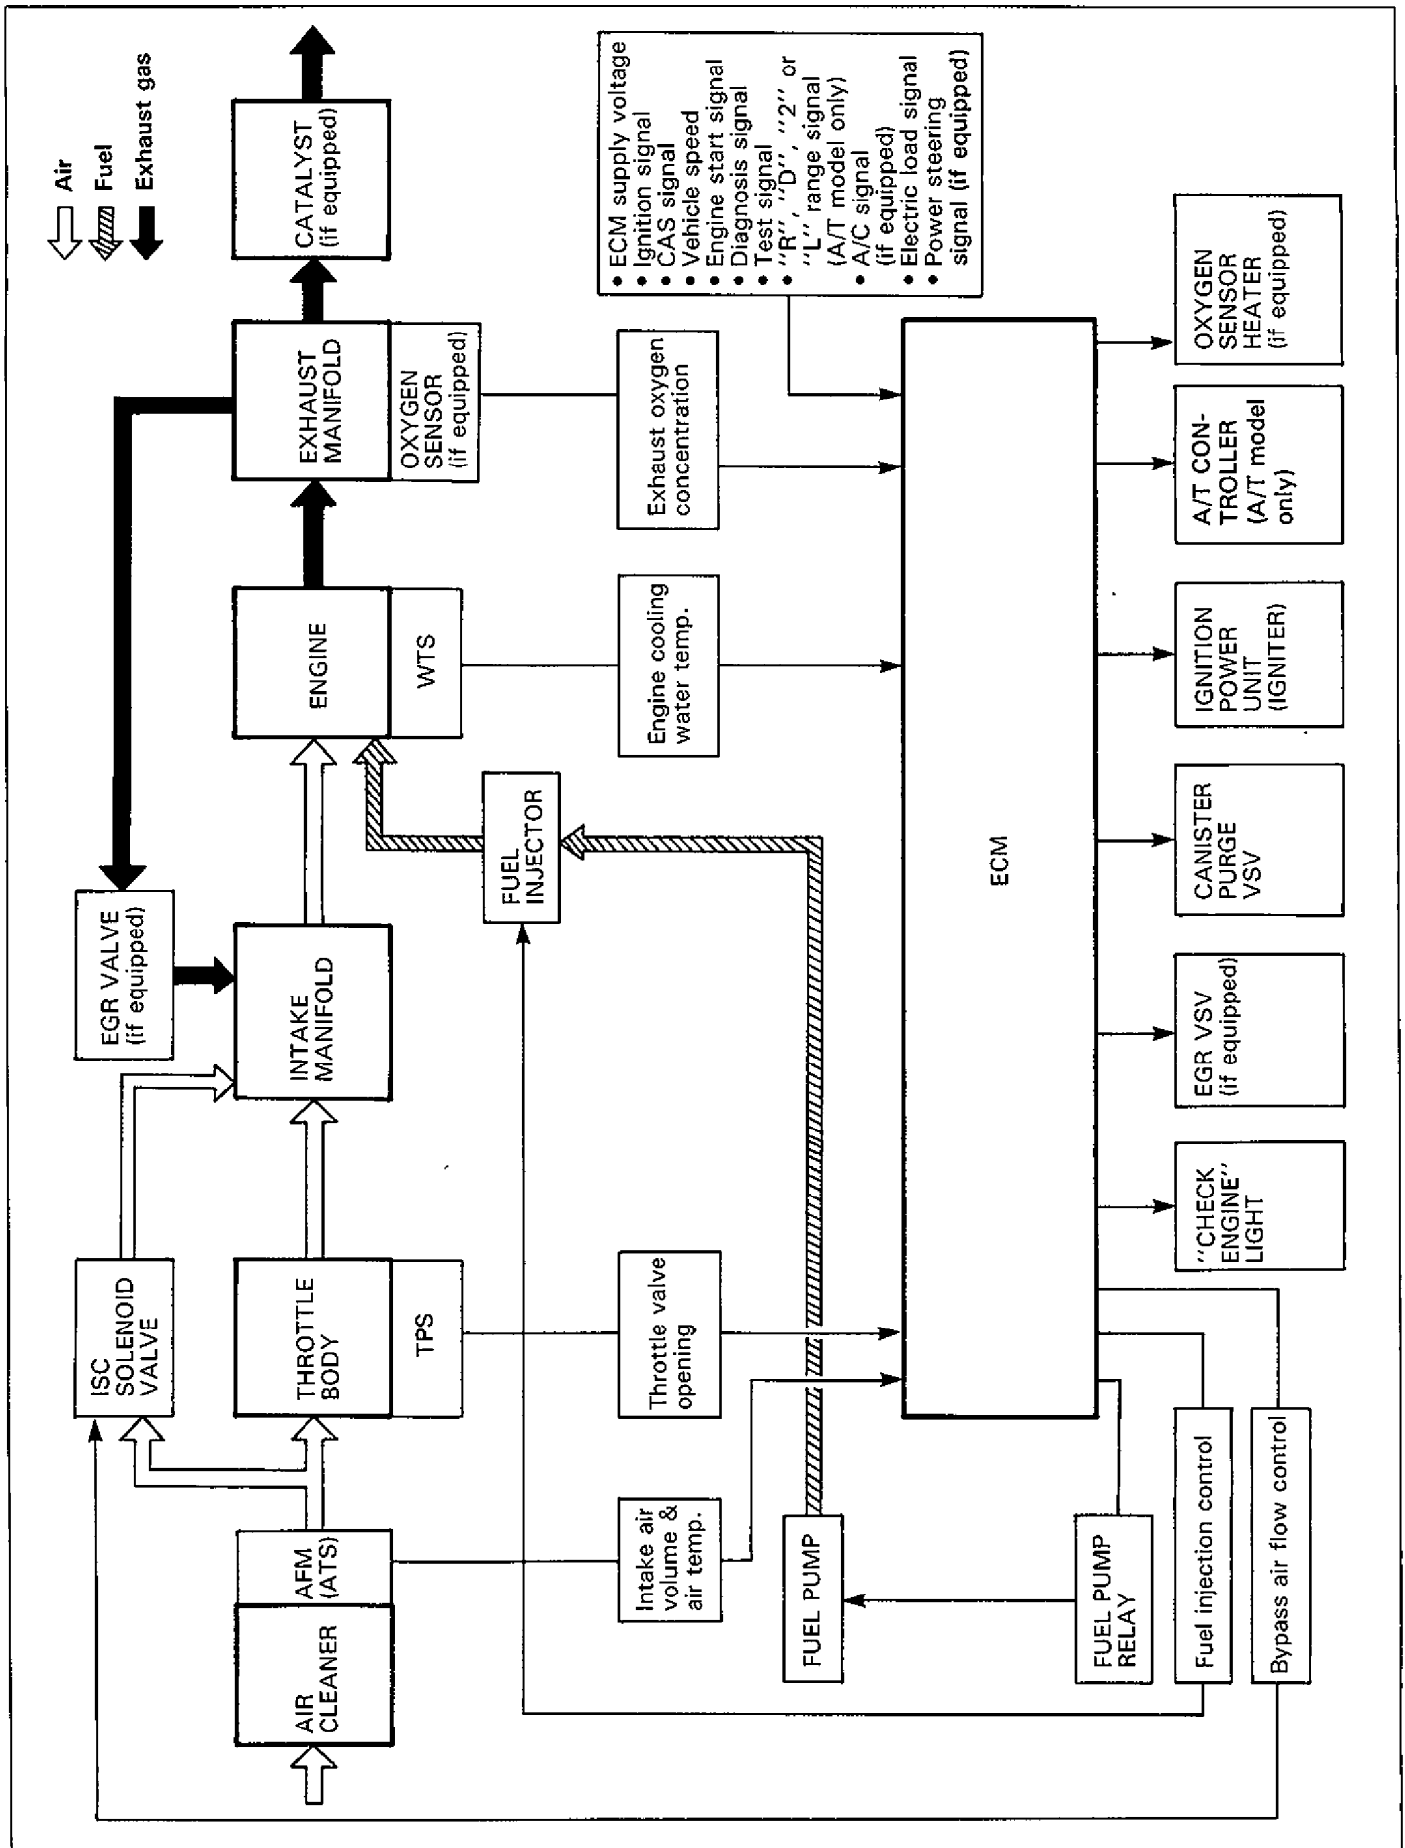 Air
Fuel
Exhaust gas
ISC
SOLENOID
VALVE
EGR VALVE
(if equipped)
AIR
CLEANER
AFM
(ATS)
THROTTLE
BODY
TPS
INTAKE
MANIFOLD
ENGINE
WTS
EXHAUST
MANIFOLD
OXYGEN
SENSOR
(if equipped)
CATALYST
(if equipped)
FUEL
INJECTOR
Intake air
volume &
air temp.
Throttle valve
opening
Engine cooling
water temp.
Exhaust oxygen
concentration
• ECM supply voltage
• Ignition signal
• CAS signal
• Vehicle speed
• Engine start signal
• Diagnosis signal
• Test signal
• "R", "D", "2" or
"L" range signal
(A/T model only)
• A/C signal
(if equipped)
• Electric load signal
• Power steering
signal (if equipped)
FUEL PUMP
ECM
FUEL PUMP
RELAY
Fuel injection control
Bypass air flow control
"CHECK
ENGINE"
LIGHT
EGR VSV
(if equipped)
CANISTER
PURGE
VSV
IGNITION
POWER
UNIT
(IGNITER)
A/T CON-
TROLLER
(A/T model
only)
OXYGEN
SENSOR
HEATER
(if equipped)